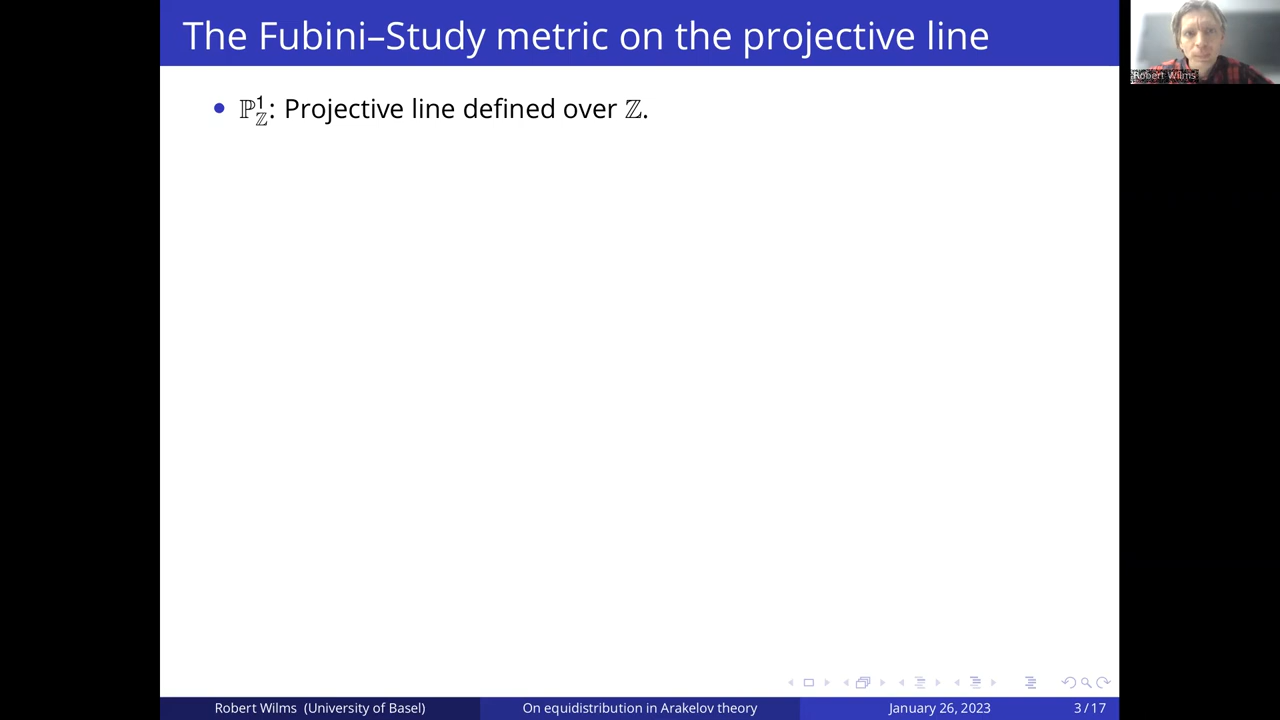 The Fubini–Study metric on the projective line
Robert Wilms
• ℙ¹_ℤ: Projective line defined over ℤ.
Robert Wilms (University of Basel)
On equidistribution in Arakelov theory
January 26, 2023
3 / 17